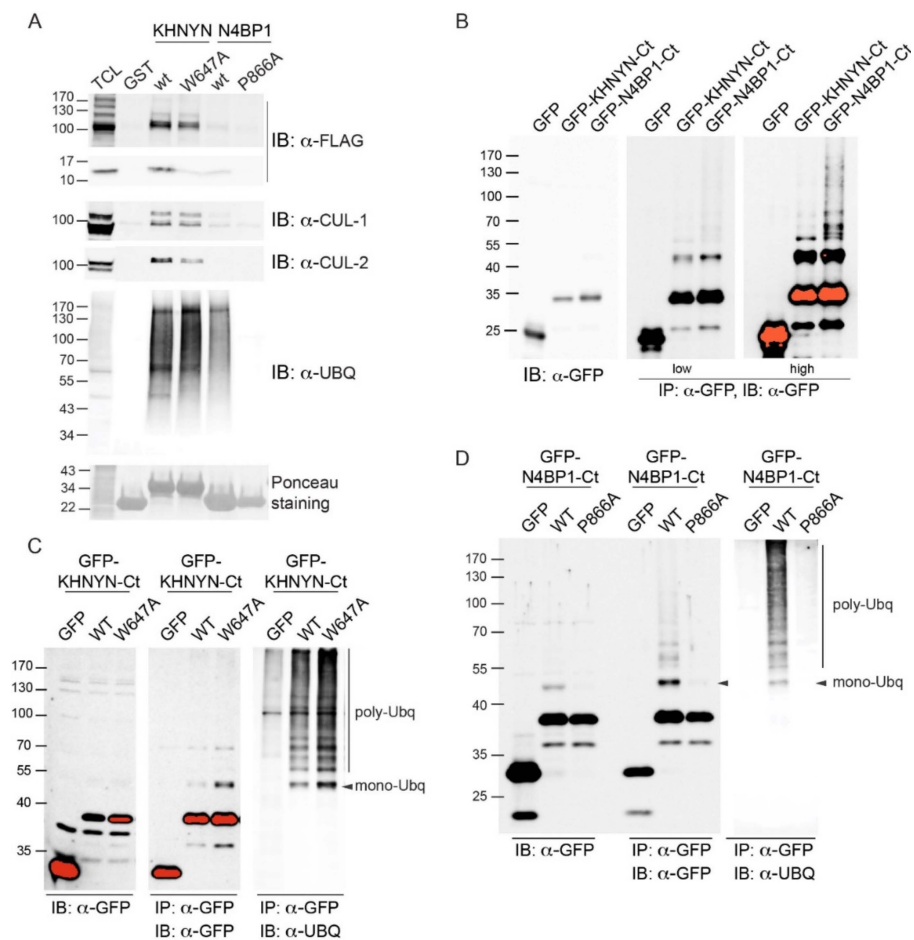 A
KHNYN N4BP1
TCL GST wt W647A wt P866A
170
130
100
IB: α-FLAG
17
10
100
IB: α-CUL-1
100
IB: α-CUL-2
170
130
100
70
55
43
34
IB: α-UBQ
43
34
22
Ponceau
staining
B
GFP GFP-KHNYN-Ct GFP-N4BP1-Ct GFP GFP-KHNYN-Ct GFP-N4BP1-Ct GFP GFP-KHNYN-Ct GFP-N4BP1-Ct
170
130
100
70
55
40
35
25
low high
IB: α-GFP IP: α-GFP, IB: α-GFP
C
GFP- GFP- GFP-
KHNYN-Ct KHNYN-Ct KHNYN-Ct
GFP WT W647A GFP WT W647A GFP WT W647A
170
130
100
70
55
40
35
poly-Ubq
mono-Ubq
IB: α-GFP IP: α-GFP IP: α-GFP
IB: α-GFP IB: α-UBQ
D
GFP- GFP- GFP-
N4BP1-Ct N4BP1-Ct N4BP1-Ct
GFP WT P866A GFP WT P866A GFP WT P866A
170
130
100
70
55
40
35
25
poly-Ubq
mono-Ubq
IB: α-GFP IP: α-GFP IP: α-GFP
IB: α-GFP IB: α-UBQ